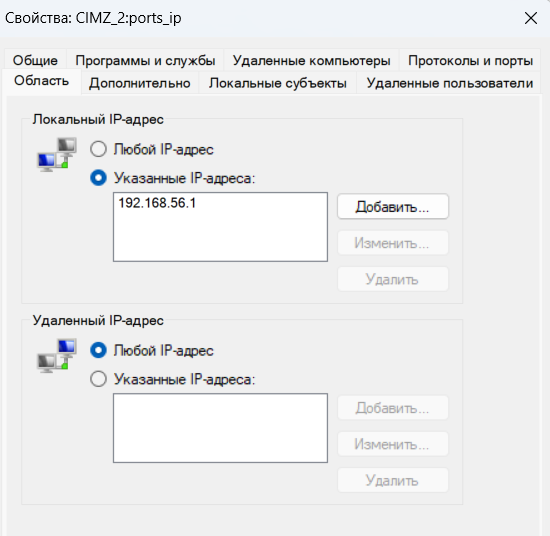 Свойства: CIMZ_2:ports_ip
Общие Программы и службы Удаленные компьютеры Протоколы и порты
Область Дополнительно Локальные субъекты Удаленные пользователи
Локальный IP-адрес
Любой IP-адрес
Указанные IP-адреса:
192.168.56.1
Добавить...
Изменить...
Удалить
Удаленный IP-адрес
Любой IP-адрес
Указанные IP-адреса:
Добавить...
Изменить...
Удалить